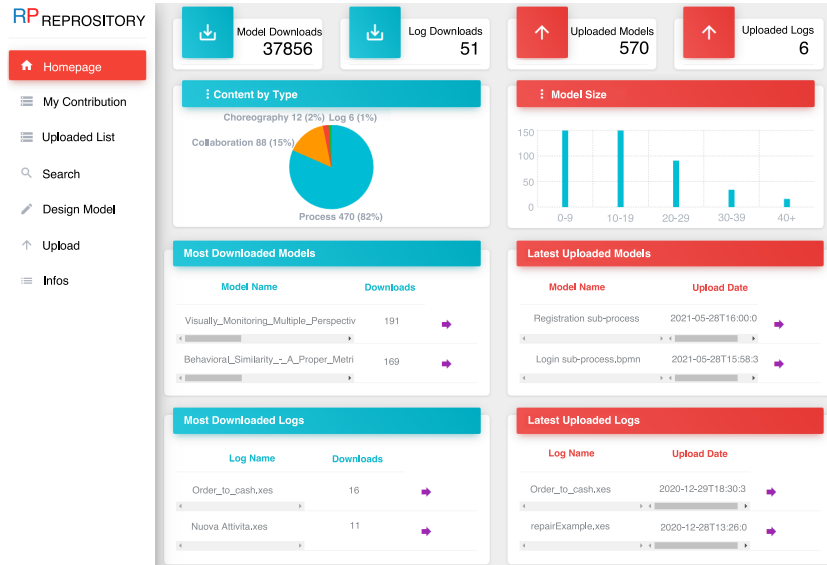 RP REPROSITORY
Homepage
My Contribution
Uploaded List
Search
Design Model
Upload
Infos
Model Downloads
37856
Log Downloads
51
Uploaded Models
570
Uploaded Logs
6
Content by Type
Choreography 12 (2%) Log 6 (1%)
Collaboration 88 (15%)
Process 470 (82%)
Model Size
150
100
50
0
0-9 10-19 20-29 30-39 40+
Most Downloaded Models
Model Name Downloads
Visually_Monitoring_Multiple_Perspectiv 191
Behavioral_Similarity_-_A_Proper_Metri 169
Latest Uploaded Models
Model Name Upload Date
Registration sub-process 2021-05-28T16:00:0
Login sub-process.bpmn 2021-05-28T15:58:3
Most Downloaded Logs
Log Name Downloads
Order_to_cash.xes 16
Nuova Attivita.xes 11
Latest Uploaded Logs
Log Name Upload Date
Order_to_cash.xes 2020-12-29T18:30:3
repairExample.xes 2020-12-28T13:26:0